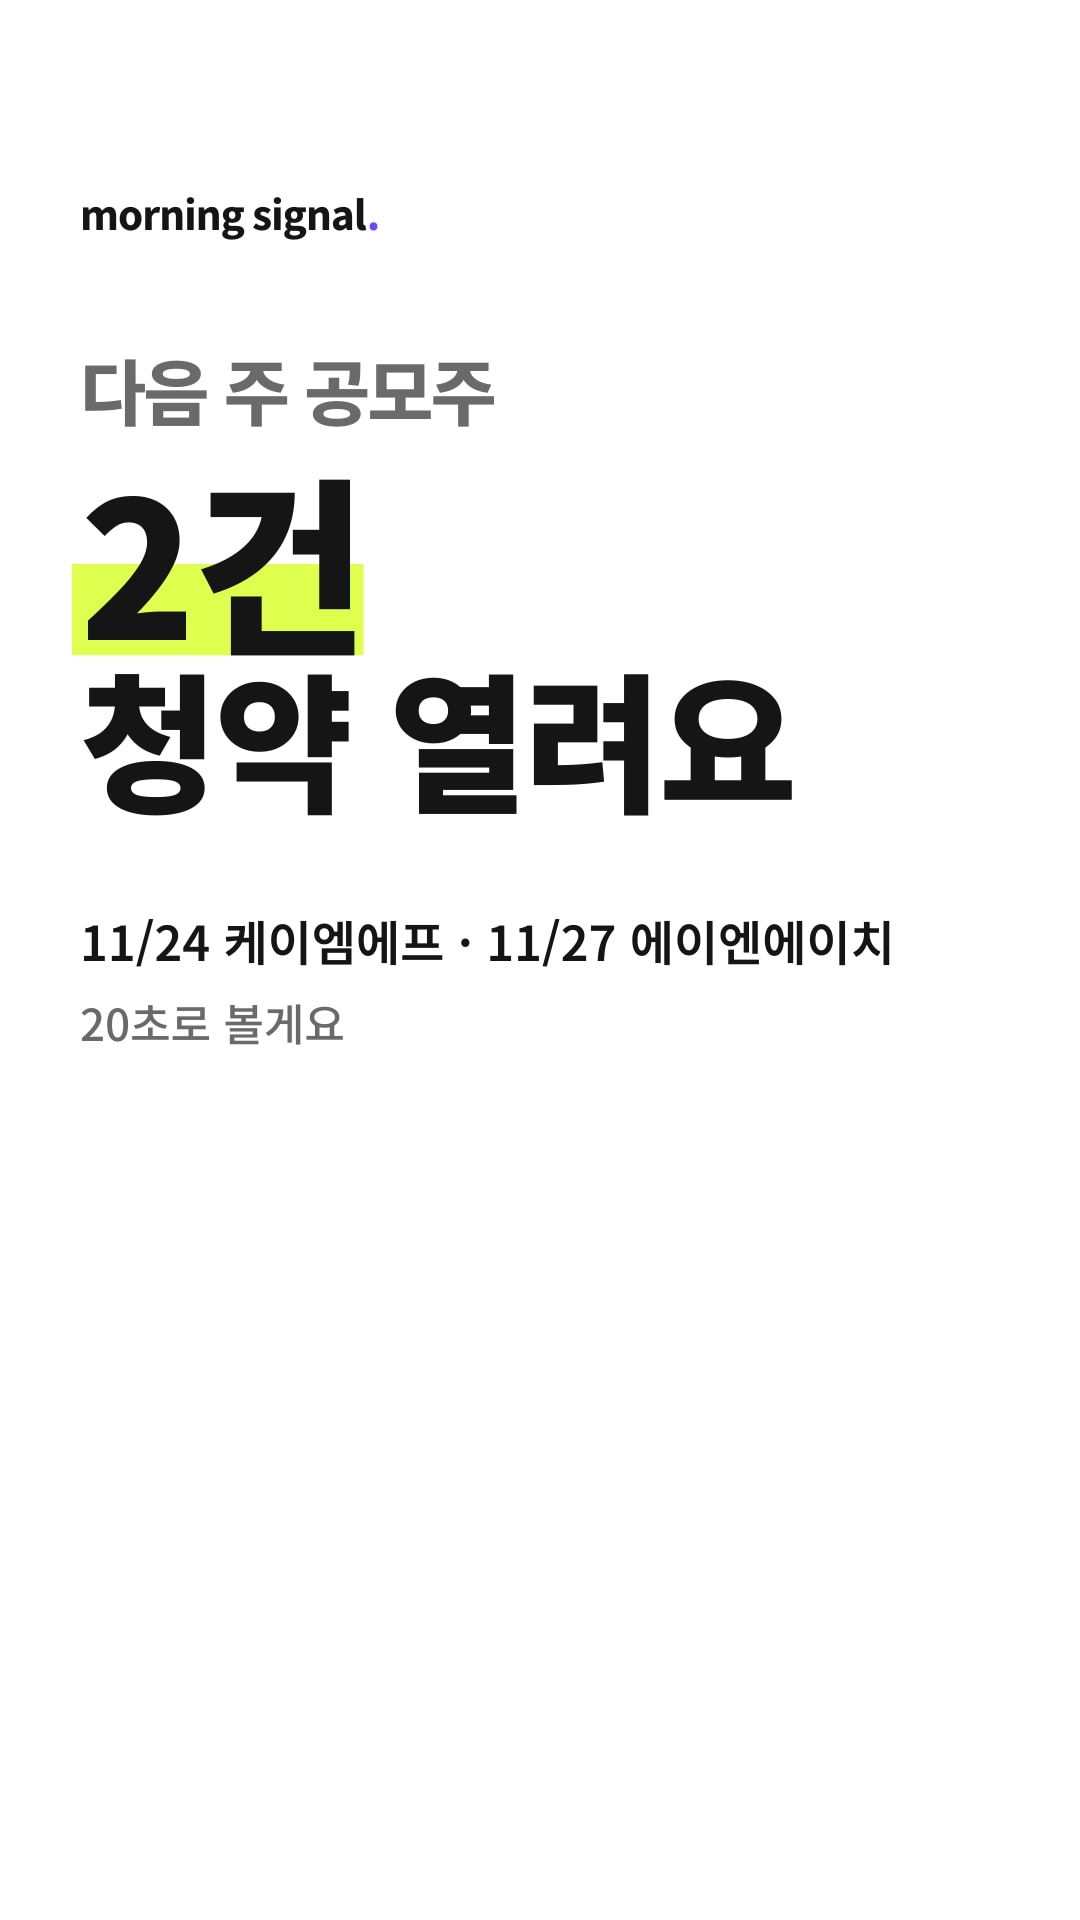 morning signal.
다음 주 공모주
2건
청약 열려요
11/24 케이엠에프 · 11/27 에이엔에이치
20초로 볼게요